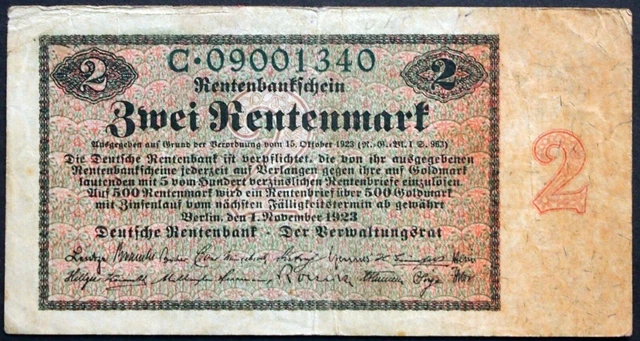 2 C·09001340 2
Rentenbankschein
Zwei Rentenmark
Ausgegeben auf Grund der Verordnung vom 15. Oktober 1923 (R.-G.-Bl. I S. 963)
Die Deutsche Rentenbank ist verpflichtet, die von ihr ausgegebenen
Rentenbankscheine jederzeit auf Verlangen gegen ihre auf Goldmark
lautenden mit 5 vom Hundert verzinslichen Rentenbriefe einzulösen.
Auf 500 Rentenmark wird ein Rentenbrief über 500 Goldmark
mit Zinsenlauf vom nächsten Fälligkeitstermin ab gewährt
Berlin, den 1. November 1923
Deutsche Rentenbank - Der Verwaltungsrat
2